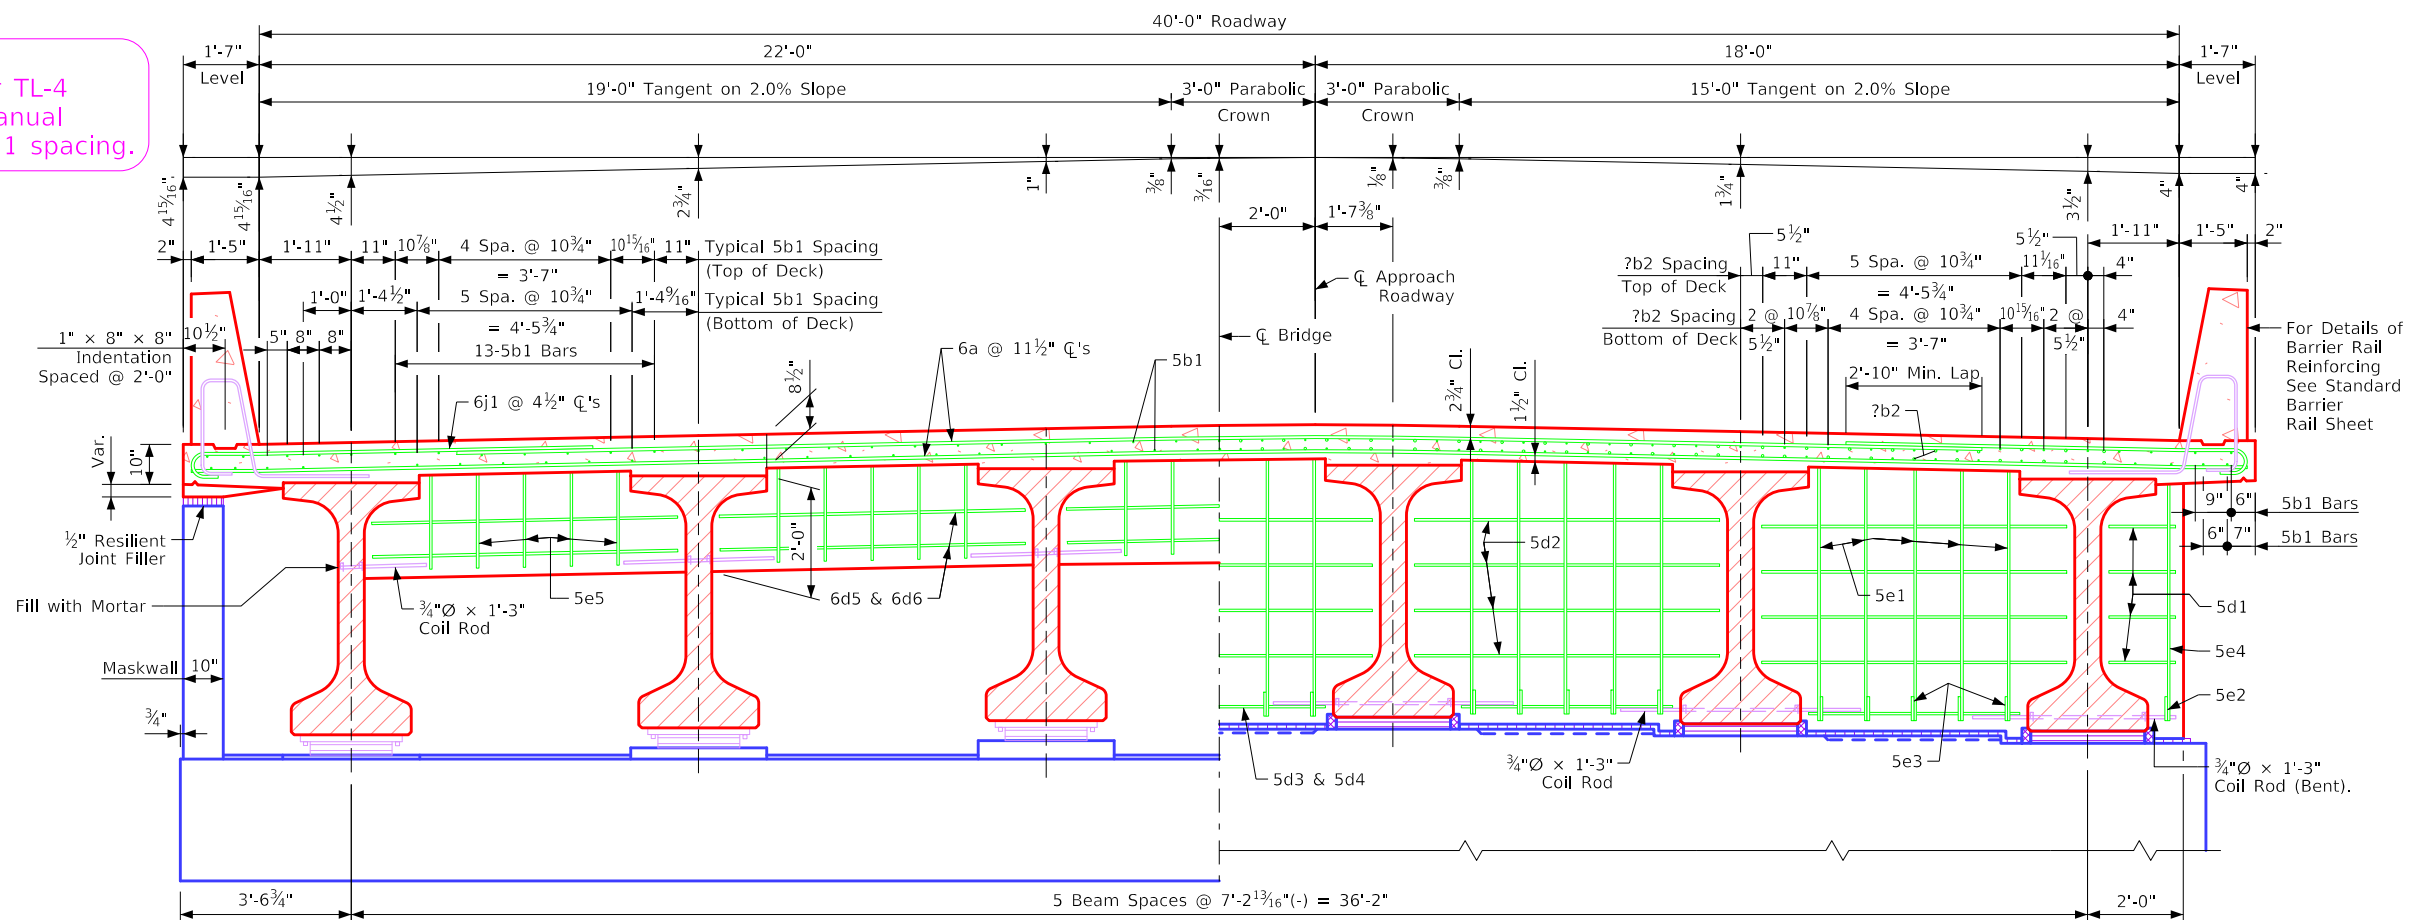 40'-0" Roadway
1'-7"
22'-0"
18'-0"
1'-7"
Level
Level
TL-4
1 spacing.
19'-0" Tangent on 2.0% Slope
3'-0" Parabolic
Crown
3'-0" Parabolic
Crown
15'-0" Tangent on 2.0% Slope
4 15/16"
4 15/16"
4 1/2"
2 3/4"
1"
3/8"
3/16"
1/8"
3/8"
1 3/4"
3 1/2"
4"
4"
2'-0"
1'-7 3/8"
2"
1'-5"
1'-11"
11"
10 7/8"
4 Spa. @ 10 3/4"
= 3'-7"
10 15/16"
11"
Typical 5b1 Spacing
(Top of Deck)
1'-0"
1'-4 1/2"
5 Spa. @ 10 3/4"
= 4'-5 3/4"
1'-4 9/16"
Typical 5b1 Spacing
(Bottom of Deck)
5"
8"
8"
13-5b1 Bars
1" × 8" × 8"
Indentation
Spaced @ 2'-0"
10 1/2"
℄ Approach
Roadway
℄ Bridge
?b2 Spacing
Top of Deck
5 1/2"
11"
5 Spa. @ 10 3/4"
= 4'-5 3/4"
11 1/16"
5 1/2"
4"
1'-11"
1'-5"
2"
?b2 Spacing
Bottom of Deck
2 @
5 1/2"
10 7/8"
4 Spa. @ 10 3/4"
= 3'-7"
10 15/16"
2 @
5 1/2"
4"
2'-10" Min. Lap
?b2
For Details of
Barrier Rail
Reinforcing
See Standard
Barrier
Rail Sheet
6j1 @ 4 1/2" ℄'s
8 1/2"
6a @ 11 1/2" ℄'s
5b1
2 3/4" Cl.
1 1/2" Cl.
Var.
10"
1/2" Resilient
Joint Filler
Fill with Mortar
Maskwall
10"
3/4"
3/4"Ø × 1'-3"
Coil Rod
5e5
2'-0"
6d5 & 6d6
5d2
5e1
9"
6"
5b1 Bars
6"
7"
5b1 Bars
5d1
5e4
5e2
5d3 & 5d4
3/4"Ø × 1'-3"
Coil Rod
5e3
3/4"Ø × 1'-3"
Coil Rod (Bent).
3'-6 3/4"
5 Beam Spaces @ 7'-2 13/16"(-) = 36'-2"
2'-0"